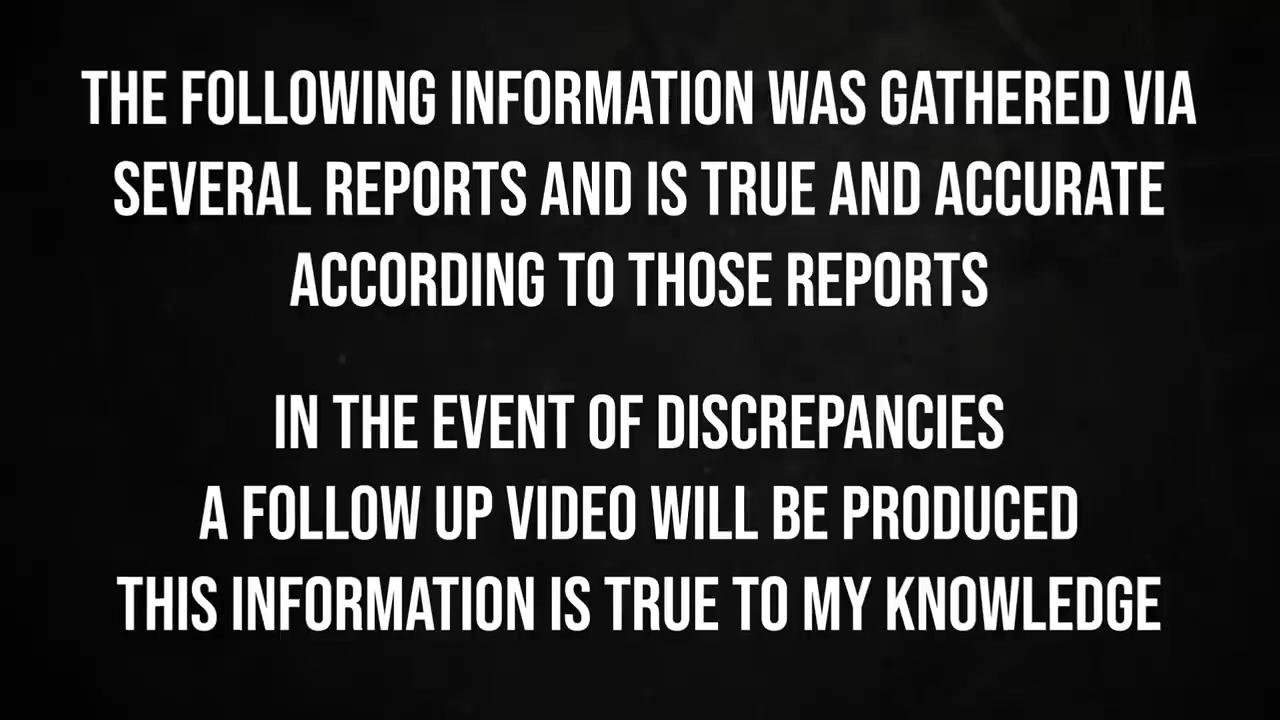 THE FOLLOWING INFORMATION WAS GATHERED VIA
SEVERAL REPORTS AND IS TRUE AND ACCURATE
ACCORDING TO THOSE REPORTS
IN THE EVENT OF DISCREPANCIES
A FOLLOW UP VIDEO WILL BE PRODUCED
THIS INFORMATION IS TRUE TO MY KNOWLEDGE